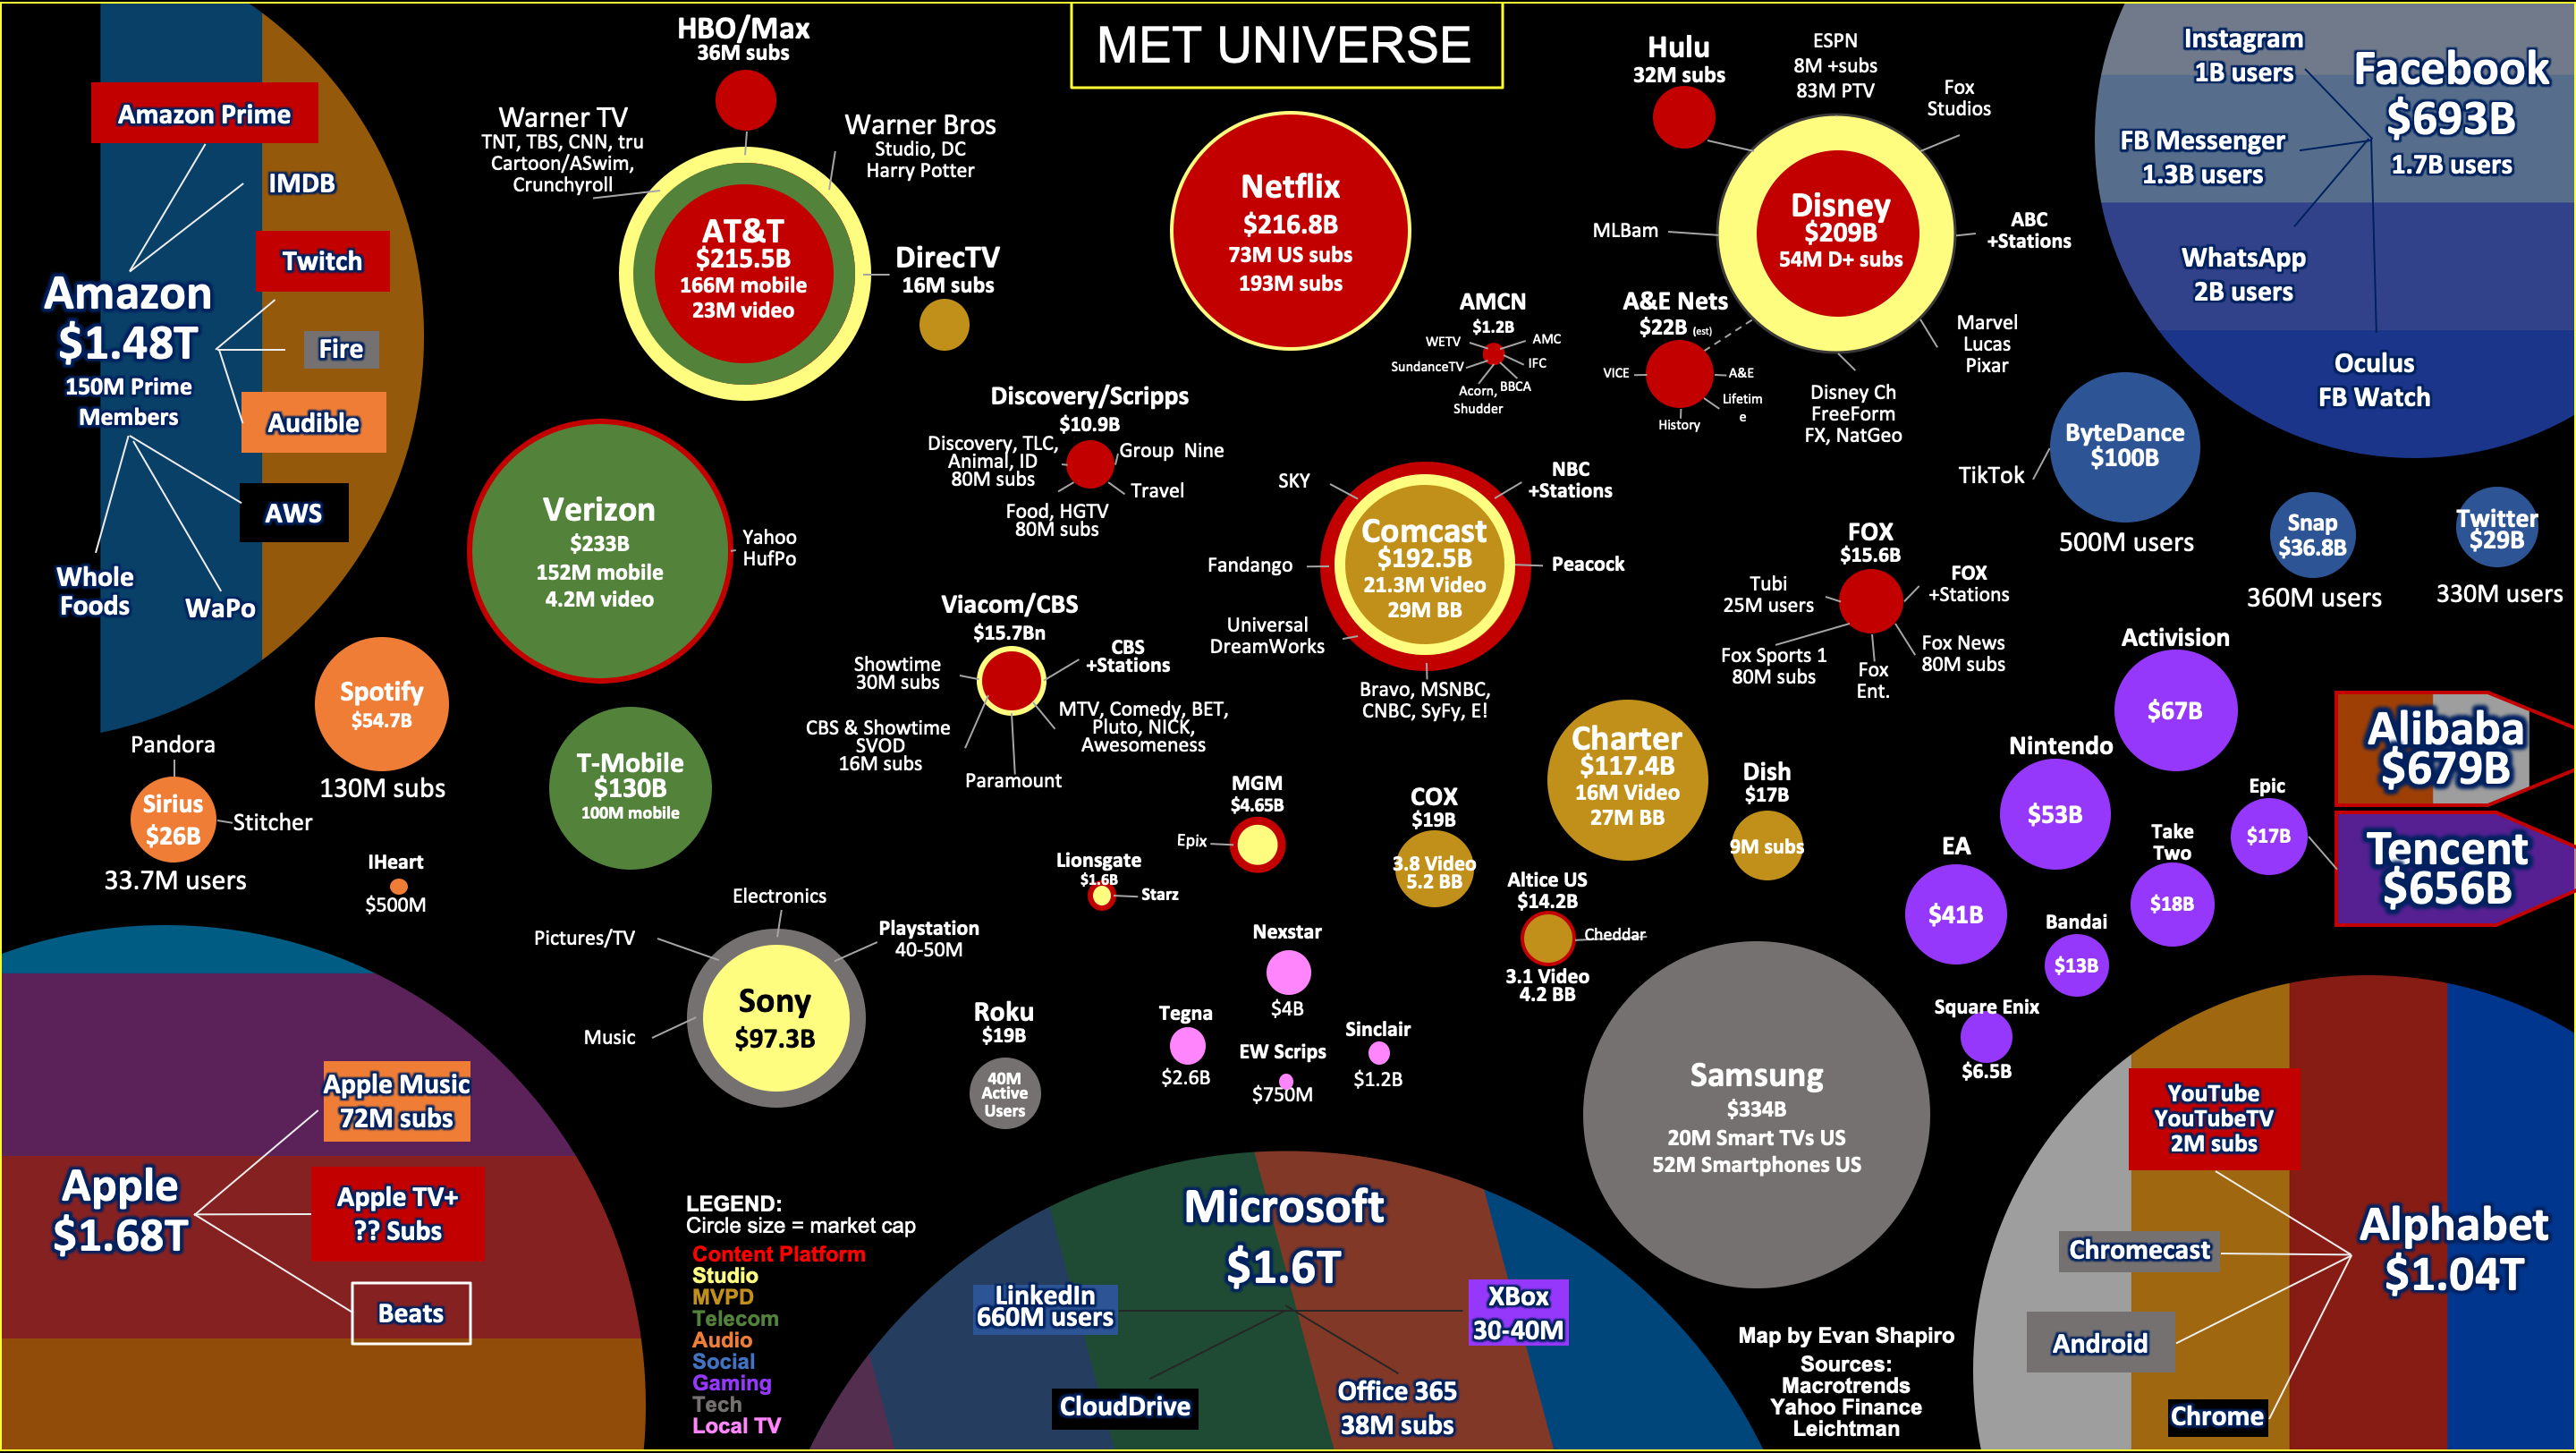 MET UNIVERSE
Amazon Prime
IMDB
Twitch
Amazon
$1.48T
150M Prime
Members
Fire
Audible
AWS
Whole
Foods
WaPo
HBO/Max
36M subs
Warner TV
TNT, TBS, CNN, tru
Cartoon/ASwim,
Crunchyroll
Warner Bros
Studio, DC
Harry Potter
AT&T
$215.5B
166M mobile
23M video
DirecTV
16M subs
Netflix
$216.8B
73M US subs
193M subs
Hulu
32M subs
ESPN
8M +subs
83M PTV
Fox
Studios
Disney
$209B
54M D+ subs
MLBam
ABC
+Stations
Marvel
Lucas
Pixar
Disney Ch
FreeForm
FX, NatGeo
A&E Nets
$22B (est)
VICE
A&E
Lifetim
e
History
AMCN
$1.2B
WETV
AMC
SundanceTV
IFC
BBCA
Acorn,
Shudder
Instagram
1B users
Facebook
$693B
1.7B users
FB Messenger
1.3B users
WhatsApp
2B users
Oculus
FB Watch
Discovery/Scripps
$10.9B
Discovery, TLC,
Animal, ID
80M subs
Group Nine
Travel
Food, HGTV
80M subs
Verizon
$233B
152M mobile
4.2M video
Yahoo
HufPo
SKY
NBC
+Stations
Comcast
$192.5B
21.3M Video
29M BB
Fandango
Peacock
Universal
DreamWorks
Bravo, MSNBC,
CNBC, SyFy, E!
ByteDance
$100B
TikTok
500M users
Snap
$36.8B
360M users
Twitter
$29B
330M users
FOX
$15.6B
Tubi
25M users
FOX
+Stations
Fox Sports 1
80M subs
Fox
Ent.
Fox News
80M subs
Viacom/CBS
$15.7Bn
Showtime
30M subs
CBS
+Stations
CBS & Showtime
SVOD
16M subs
MTV, Comedy, BET,
Pluto, NICK,
Awesomeness
Paramount
Spotify
$54.7B
130M subs
Pandora
Sirius
$26B
Stitcher
33.7M users
IHeart
$500M
T-Mobile
$130B
100M mobile
MGM
$4.65B
Epix
Lionsgate
$1.6B
Starz
COX
$19B
3.8 Video
5.2 BB
Charter
$117.4B
16M Video
27M BB
Dish
$17B
9M subs
Altice US
$14.2B
Cheddar
3.1 Video
4.2 BB
Activision
$67B
Nintendo
$53B
Epic
$17B
Take
Two
$18B
EA
$41B
Bandai
$13B
Square Enix
$6.5B
Alibaba
$679B
Tencent
$656B
Electronics
Pictures/TV
Playstation
40-50M
Sony
$97.3B
Music
Roku
$19B
40M
Active
Users
Nexstar
$4B
Tegna
$2.6B
EW Scrips
$750M
Sinclair
$1.2B
Samsung
$334B
20M Smart TVs US
52M Smartphones US
Apple Music
72M subs
Apple
$1.68T
Apple TV+
?? Subs
Beats
LEGEND:
Circle size = market cap
Content Platform
Studio
MVPD
Telecom
Audio
Social
Gaming
Tech
Local TV
Microsoft
$1.6T
LinkedIn
660M users
XBox
30-40M
CloudDrive
Office 365
38M subs
Map by Evan Shapiro
Sources:
Macrotrends
Yahoo Finance
Leichtman
YouTube
YouTubeTV
2M subs
Chromecast
Alphabet
$1.04T
Android
Chrome